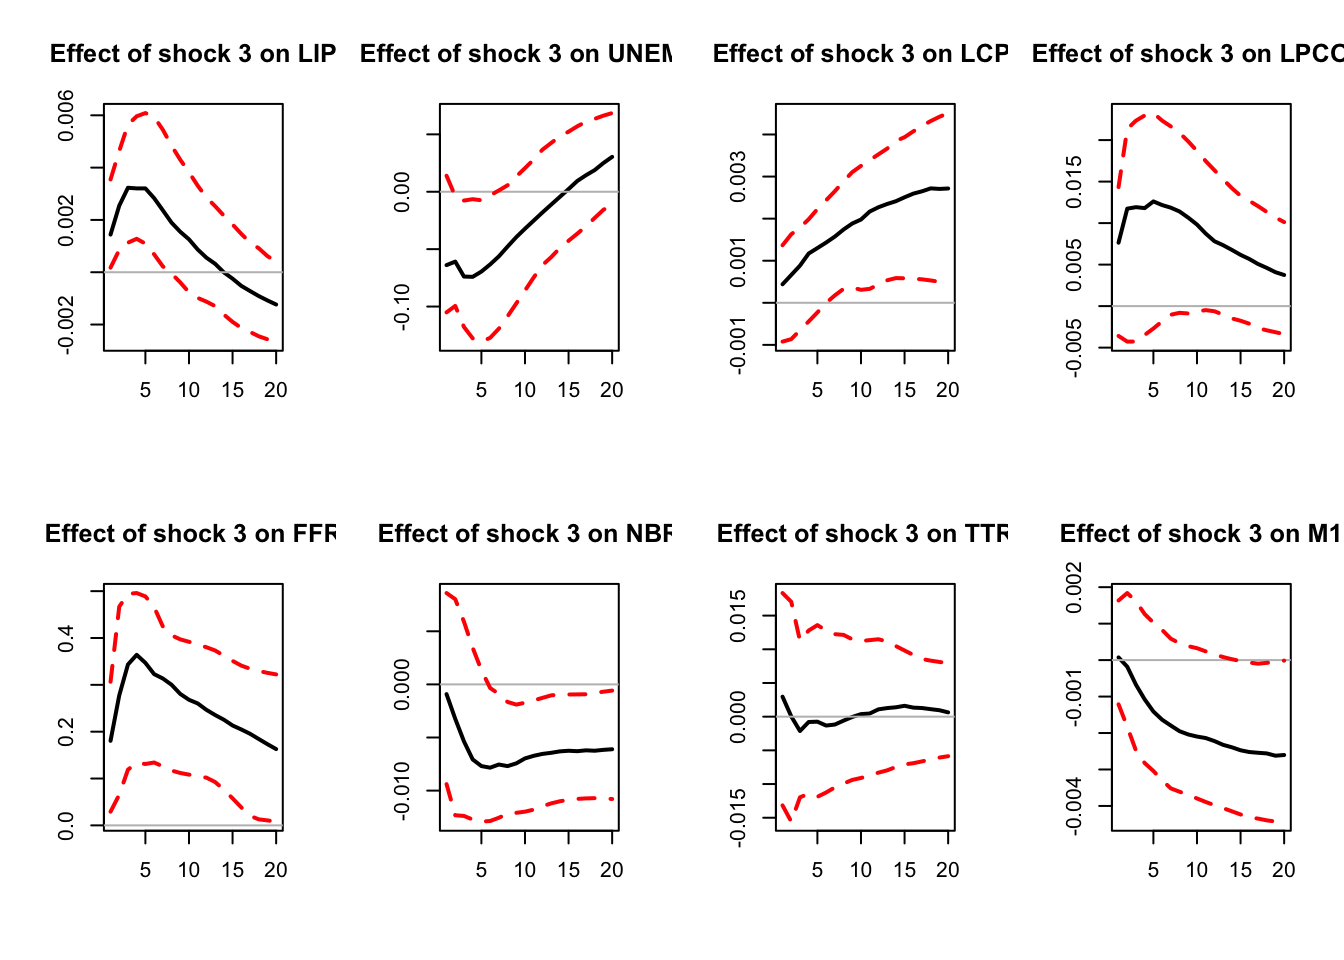 Effect of shock 3 on LIP
Effect of shock 3 on UNEM
Effect of shock 3 on LCP
Effect of shock 3 on LPCO
0.006
0.002
-0.002
5 10 15 20
0.00
-0.10
5 10 15 20
0.003
0.001
-0.001
5 10 15 20
0.015
0.005
-0.005
5 10 15 20
Effect of shock 3 on FFR
Effect of shock 3 on NBR
Effect of shock 3 on TTR
Effect of shock 3 on M1
0.4
0.2
0.0
5 10 15 20
0.000
-0.010
5 10 15 20
0.015
0.000
-0.015
5 10 15 20
0.002
-0.001
-0.004
5 10 15 20